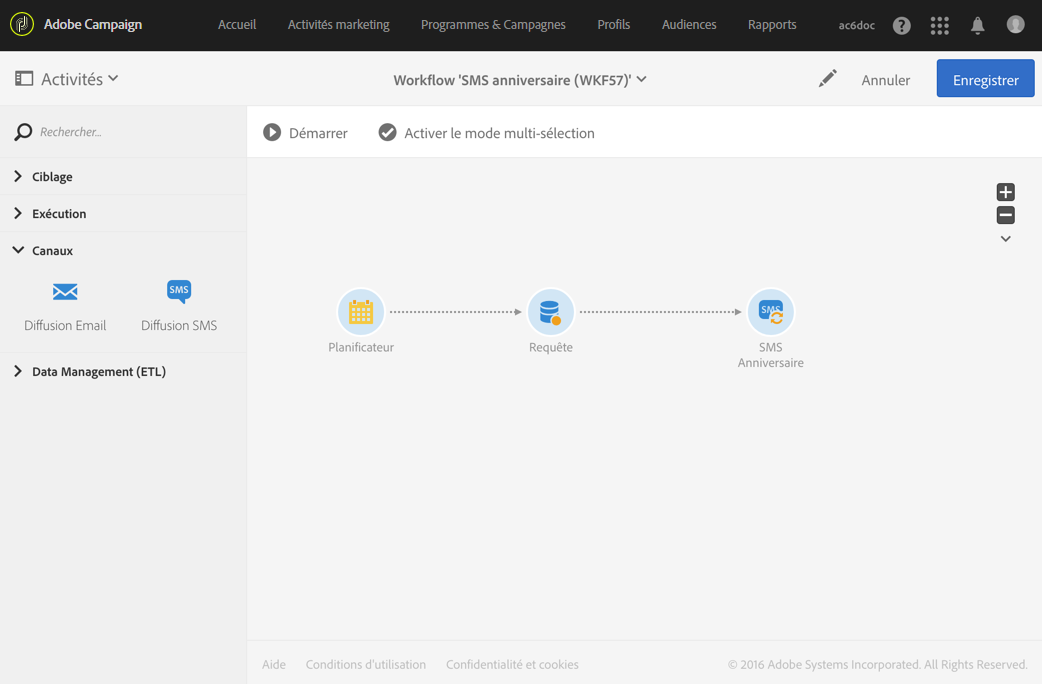 Adobe Campaign
Accueil
Activités marketing
Programmes & Campagnes
Profils
Audiences
Rapports
ac6doc
?
Activités
Workflow 'SMS anniversaire (WKF57)'
Annuler
Enregistrer
Rechercher...
Démarrer
Activer le mode multi-sélection
Ciblage
Exécution
Canaux
SMS
Diffusion Email
Diffusion SMS
Data Management (ETL)
SMS
Planificateur
Requête
SMS
Anniversaire
Aide
Conditions d'utilisation
Confidentialité et cookies
© 2016 Adobe Systems Incorporated. All Rights Reserved.